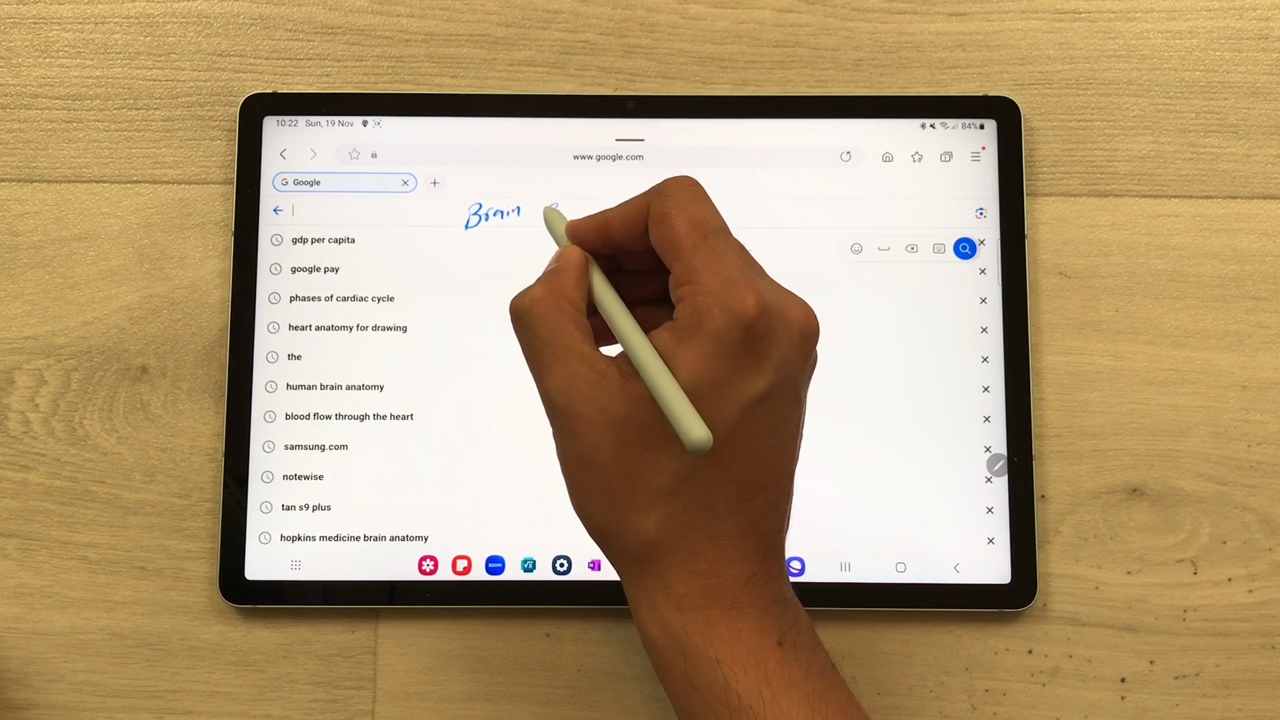 10:22 Sun, 19 Nov 84%
www.google.com
Google
Brain
gdp per capita
google pay
phases of cardiac cycle
heart anatomy for drawing
the
human brain anatomy
blood flow through the heart
samsung.com
notewise
tan s9 plus
hopkins medicine brain anatomy
zoom